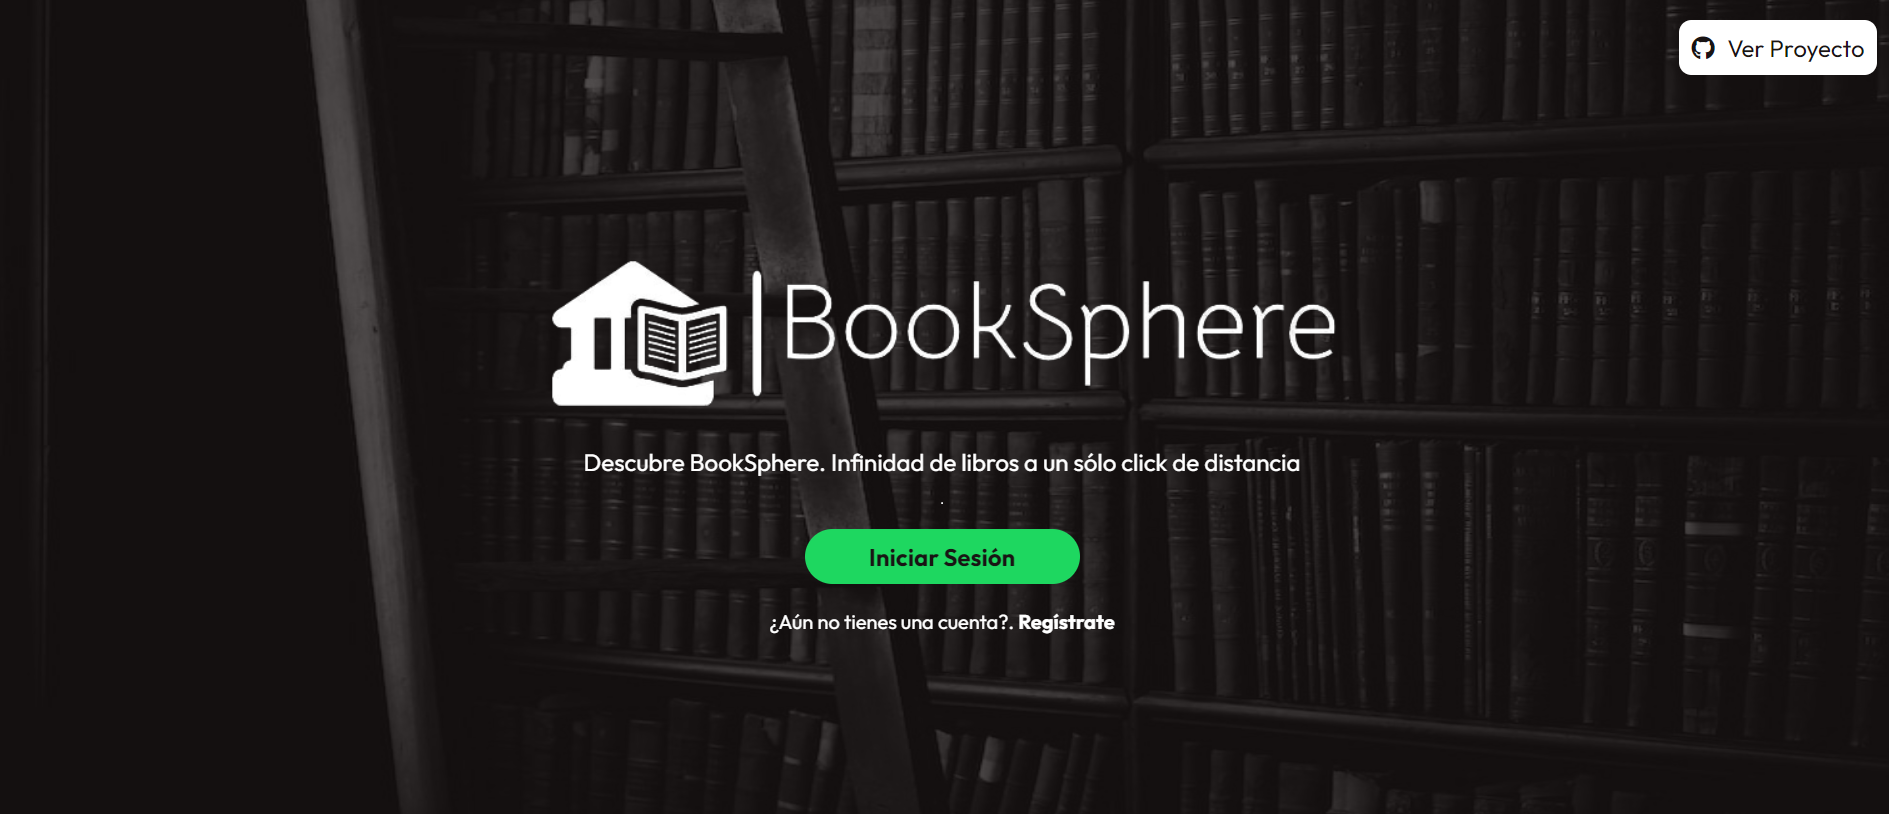 Ver Proyecto
BookSphere
Descubre BookSphere. Infinidad de libros a un sólo click de distancia
.
Iniciar Sesión
¿Aún no tienes una cuenta?. Regístrate